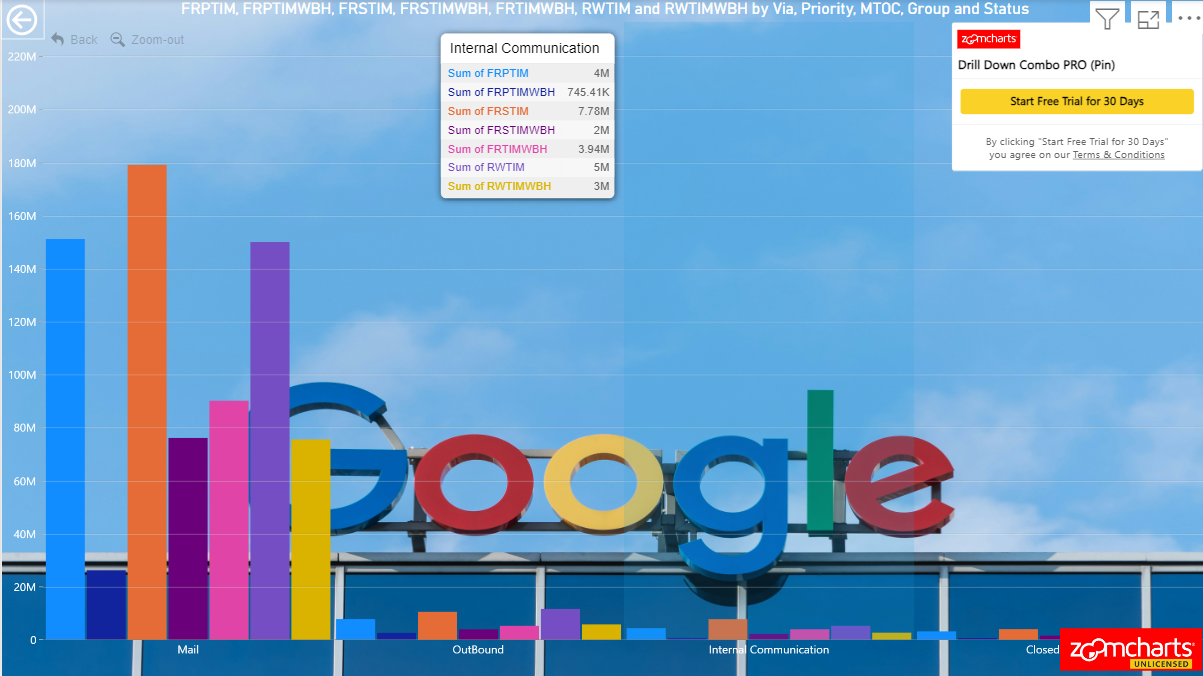 FRPTIM, FRPTIMWBH, FRSTIM, FRSTIMWBH, FRTIMWBH, RWTIM and RWTIMWBH by Via, Priority, MTOC, Group and Status
Back Zoom-out
zoomcharts
Drill Down Combo PRO (Pin)
Start Free Trial for 30 Days
By clicking "Start Free Trial for 30 Days"
you agree on our Terms & Conditions
Internal Communication
Sum of FRPTIM 4M
Sum of FRPTIMWBH 745.41K
Sum of FRSTIM 7.78M
Sum of FRSTIMWBH 2M
Sum of FRTIMWBH 3.94M
Sum of RWTIM 5M
Sum of RWTIMWBH 3M
220M
200M
180M
160M
140M
120M
100M
80M
60M
40M
20M
0
Google
Mail OutBound Internal Communication Closed
zoomcharts
UNLICENSED